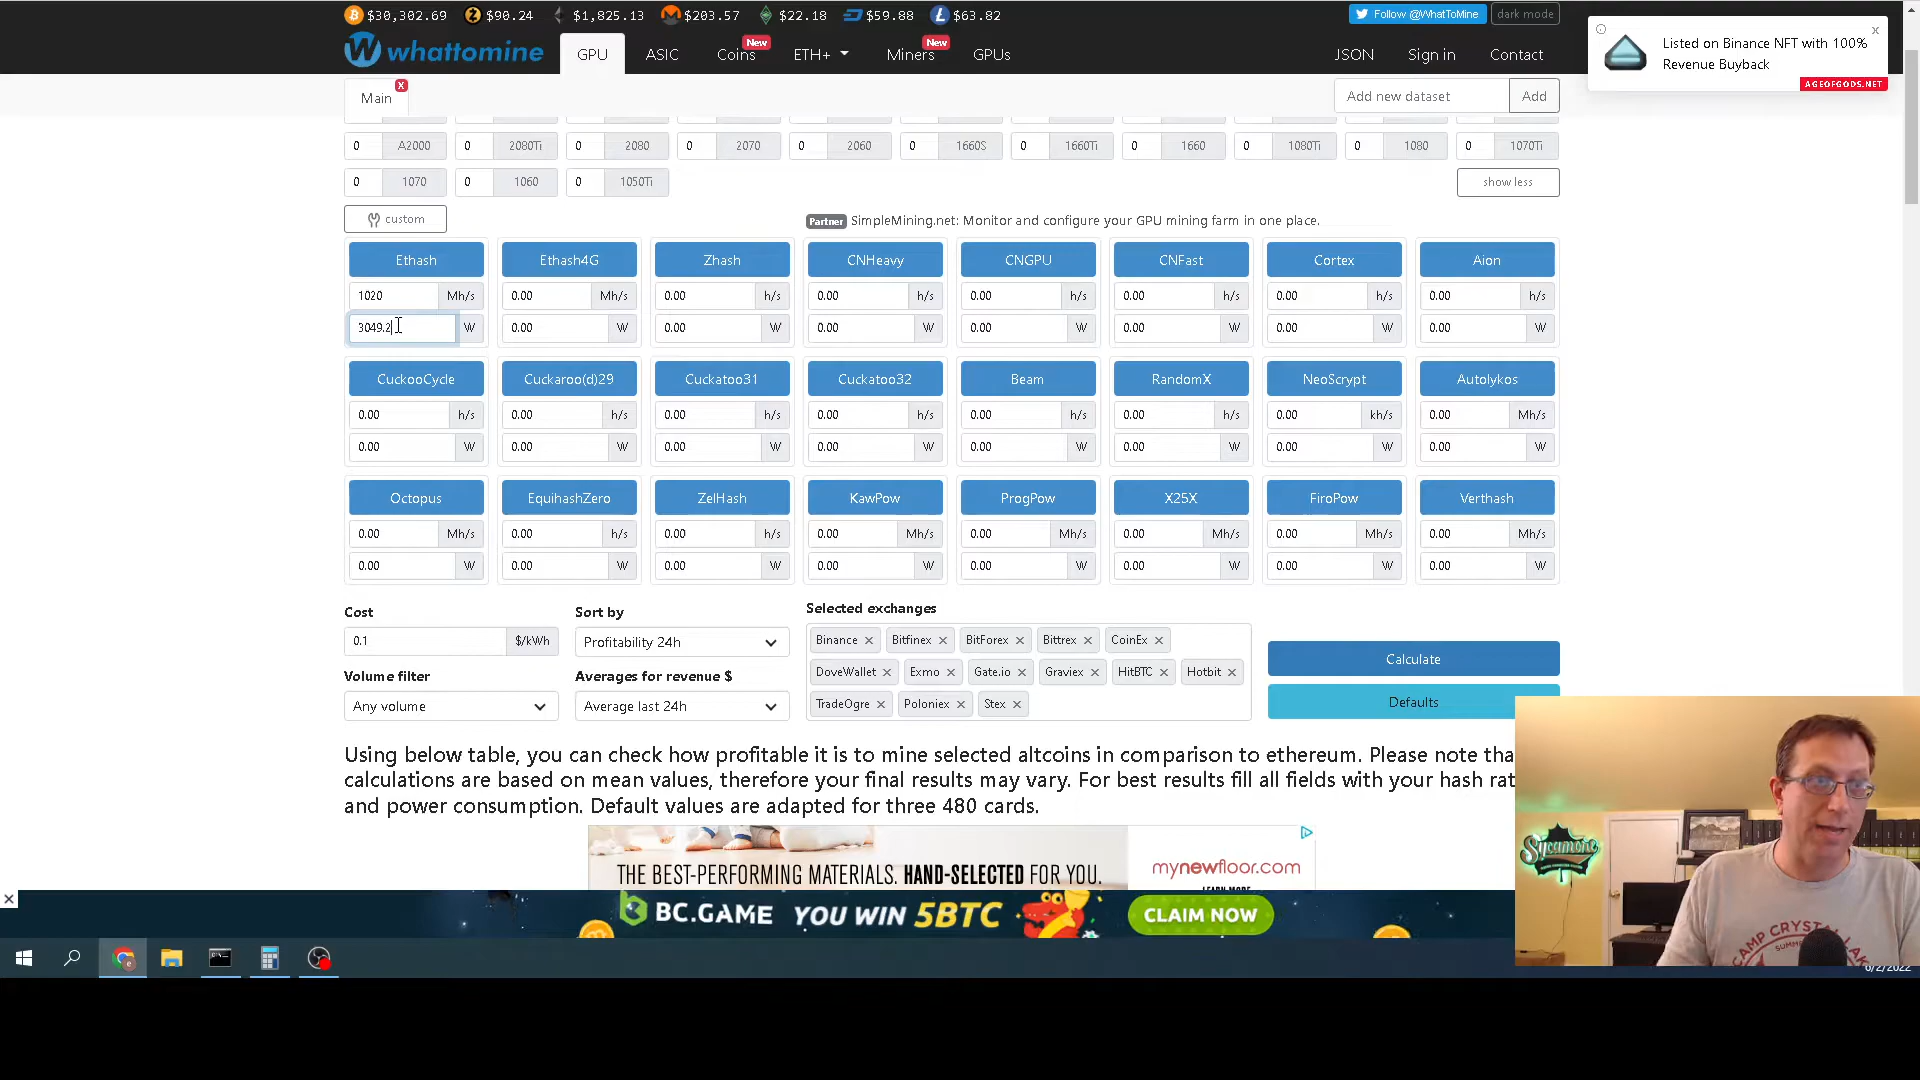 $30,302.69 $90.24 $1,825.13 $203.57 $22.18 $59.88 $63.82 Follow @WhatToMine dark mode
whattomine GPU ASIC Coins New ETH+ Miners New GPUs JSON Sign in Contact
Listed on Binance NFT with 100%
Revenue Buyback
AGEOFGODS.NET
Main x Add new dataset Add
0 A2000 0 2080Ti 0 2080 0 2070 0 2060 0 1660S 0 1660Ti 0 1660 0 1080Ti 0 1080 0 1070Ti
0 1070 0 1060 0 1050Ti show less
custom Partner SimpleMining.net: Monitor and configure your GPU mining farm in one place.
Ethash Ethash4G Zhash CNHeavy CNGPU CNFast Cortex Aion
1020 Mh/s 0.00 Mh/s 0.00 h/s 0.00 h/s 0.00 h/s 0.00 h/s 0.00 h/s 0.00 h/s
3049.2 W 0.00 W 0.00 W 0.00 W 0.00 W 0.00 W 0.00 W 0.00 W
CuckooCycle Cuckaroo(d)29 Cuckatoo31 Cuckatoo32 Beam RandomX NeoScrypt Autolykos
0.00 h/s 0.00 h/s 0.00 h/s 0.00 h/s 0.00 h/s 0.00 h/s 0.00 kh/s 0.00 Mh/s
0.00 W 0.00 W 0.00 W 0.00 W 0.00 W 0.00 W 0.00 W 0.00 W
Octopus EquihashZero ZelHash KawPow ProgPow X25X FiroPow Verthash
0.00 Mh/s 0.00 h/s 0.00 h/s 0.00 Mh/s 0.00 Mh/s 0.00 Mh/s 0.00 Mh/s 0.00 Mh/s
0.00 W 0.00 W 0.00 W 0.00 W 0.00 W 0.00 W 0.00 W 0.00 W
Cost Sort by Selected exchanges
0.1 $/kWh Profitability 24h Binance Bitfinex BitForex Bittrex CoinEx Calculate
Volume filter Averages for revenue $ DoveWallet Exmo Gate.io Graviex HitBTC Hotbit
Any volume Average last 24h TradeOgre Poloniex Stex Defaults
Using below table, you can check how profitable it is to mine selected altcoins in comparison to ethereum. Please note tha
calculations are based on mean values, therefore your final results may vary. For best results fill all fields with your hash rat
and power consumption. Default values are adapted for three 480 cards.
THE BEST-PERFORMING MATERIALS. HAND-SELECTED FOR YOU. mynewfloor.com
LEARN MORE
BC.GAME YOU WIN 5BTC CLAIM NOW
Sycamore
CAMP CRYSTAL LAKE
6/2/2022